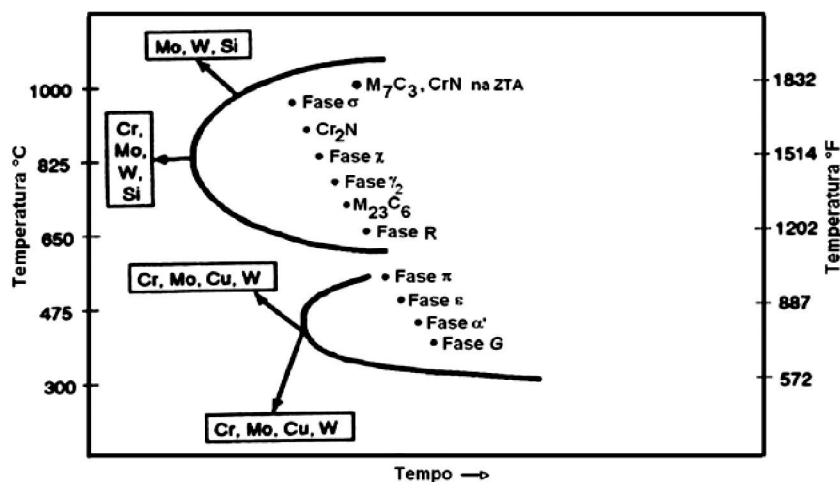 Mo, W, Si
M7C3, CrN na ZTA
Fase σ
Cr2N
Cr,
Mo,
W,
Si
Fase χ
Fase γ2
M23C6
Fase R
Cr, Mo, Cu, W
Fase π
Fase ε
Fase α'
Fase G
Cr, Mo, Cu, W
Temperatura °C
1000
825
650
475
300
Temperatura °F
1832
1514
1202
887
572
Tempo →